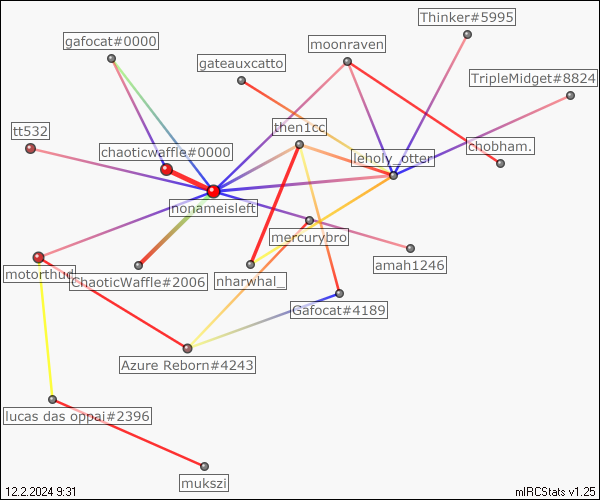 Thinker#5995
gafocat#0000
moonraven
gateauxcatto
TripleMidget#8824
tt532
then1cc
chaoticwaffle#0000
leholy_otter
chobham.
nonameisleft
mercurybro
amah1246
motorthud
ChaoticWaffle#2006
nharwhal_
Gafocat#4189
Azure Reborn#4243
lucas das oppai#2396
mukszi
12.2.2024 9:31
mIRCStats v1.25